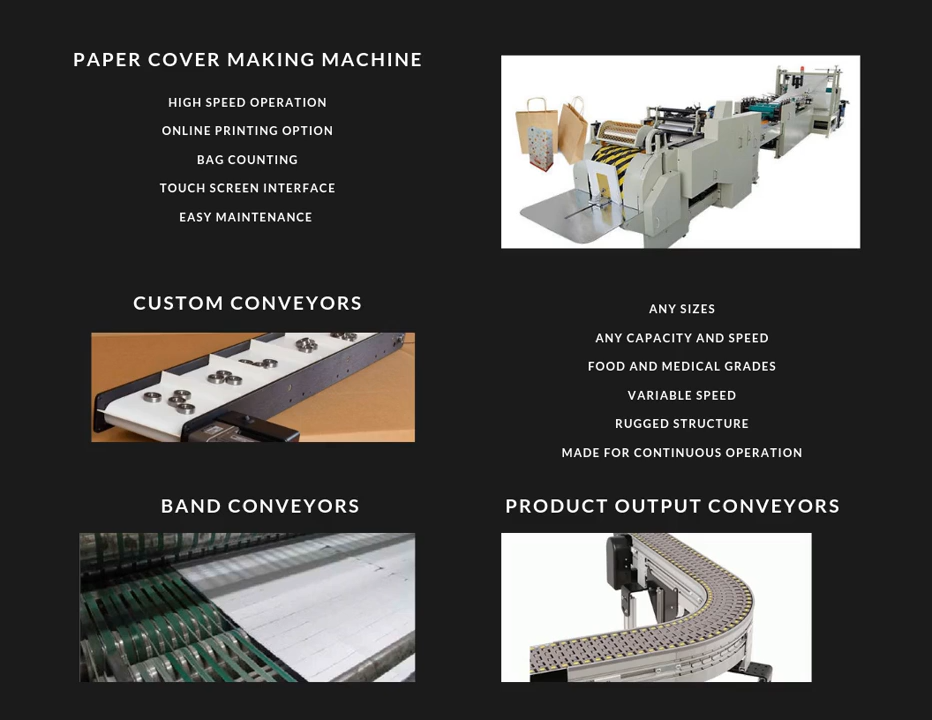 PAPER COVER MAKING MACHINE
HIGH SPEED OPERATION
ONLINE PRINTING OPTION
BAG COUNTING
TOUCH SCREEN INTERFACE
EASY MAINTENANCE
CUSTOM CONVEYORS
ANY SIZES
ANY CAPACITY AND SPEED
FOOD AND MEDICAL GRADES
VARIABLE SPEED
RUGGED STRUCTURE
MADE FOR CONTINUOUS OPERATION
BAND CONVEYORS
PRODUCT OUTPUT CONVEYORS